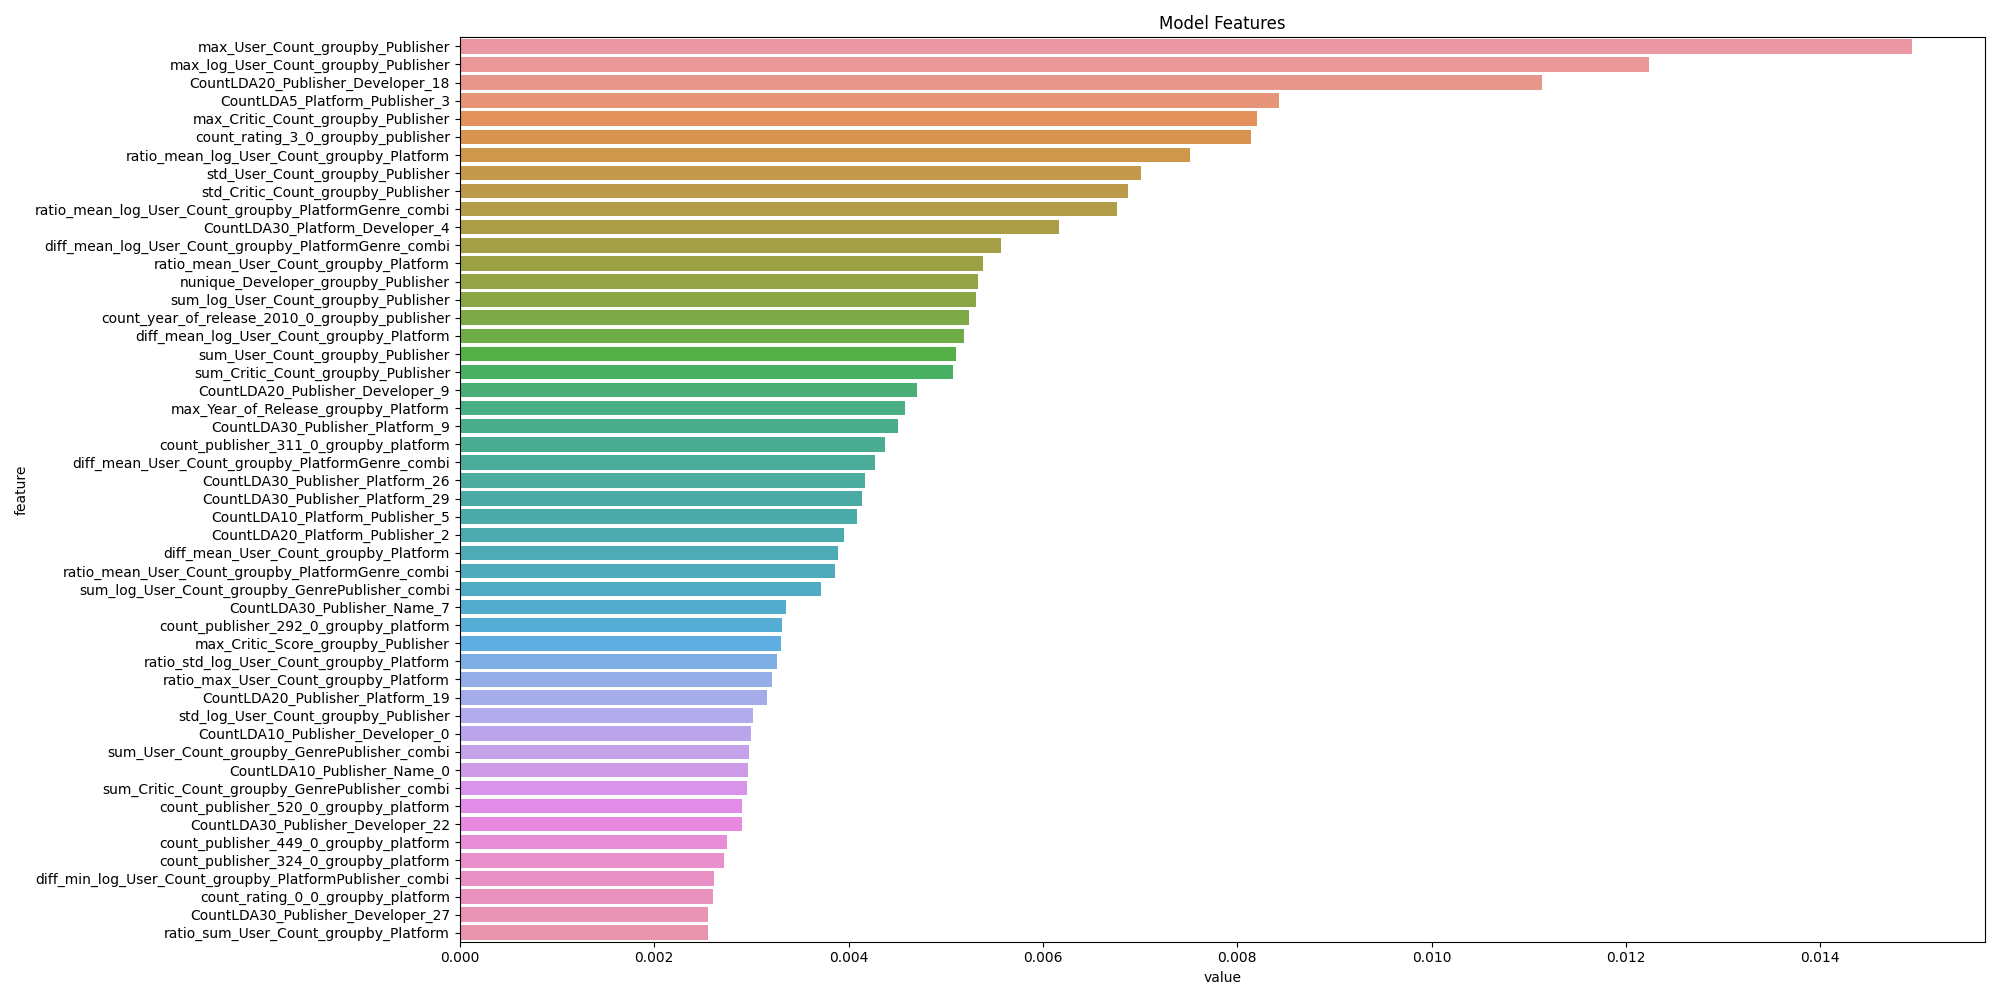 Model Features
feature
max_User_Count_groupby_Publisher
max_log_User_Count_groupby_Publisher
CountLDA20_Publisher_Developer_18
CountLDA5_Platform_Publisher_3
max_Critic_Count_groupby_Publisher
count_rating_3_0_groupby_publisher
ratio_mean_log_User_Count_groupby_Platform
std_User_Count_groupby_Publisher
std_Critic_Count_groupby_Publisher
ratio_mean_log_User_Count_groupby_PlatformGenre_combi
CountLDA30_Platform_Developer_4
diff_mean_log_User_Count_groupby_PlatformGenre_combi
ratio_mean_User_Count_groupby_Platform
nunique_Developer_groupby_Publisher
sum_log_User_Count_groupby_Publisher
count_year_of_release_2010_0_groupby_publisher
diff_mean_log_User_Count_groupby_Platform
sum_User_Count_groupby_Publisher
sum_Critic_Count_groupby_Publisher
CountLDA20_Publisher_Developer_9
max_Year_of_Release_groupby_Platform
CountLDA30_Publisher_Platform_9
count_publisher_311_0_groupby_platform
diff_mean_User_Count_groupby_PlatformGenre_combi
CountLDA30_Publisher_Platform_26
CountLDA30_Publisher_Platform_29
CountLDA10_Platform_Publisher_5
CountLDA20_Platform_Publisher_2
diff_mean_User_Count_groupby_Platform
ratio_mean_User_Count_groupby_PlatformGenre_combi
sum_log_User_Count_groupby_GenrePublisher_combi
CountLDA30_Publisher_Name_7
count_publisher_292_0_groupby_platform
max_Critic_Score_groupby_Publisher
ratio_std_log_User_Count_groupby_Platform
ratio_max_User_Count_groupby_Platform
CountLDA20_Publisher_Platform_19
std_log_User_Count_groupby_Publisher
CountLDA10_Publisher_Developer_0
sum_User_Count_groupby_GenrePublisher_combi
CountLDA10_Publisher_Name_0
sum_Critic_Count_groupby_GenrePublisher_combi
count_publisher_520_0_groupby_platform
CountLDA30_Publisher_Developer_22
count_publisher_449_0_groupby_platform
count_publisher_324_0_groupby_platform
diff_min_log_User_Count_groupby_PlatformPublisher_combi
count_rating_0_0_groupby_platform
CountLDA30_Publisher_Developer_27
ratio_sum_User_Count_groupby_Platform
0.000 0.002 0.004 0.006 0.008 0.010 0.012 0.014
value